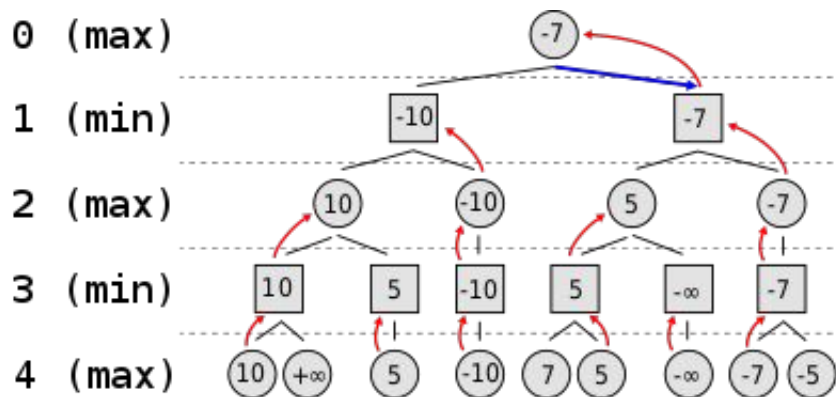 0 (max) -7
1 (min) -10 -7
2 (max) 10 -10 5 -7
3 (min) 10 5 -10 5 -∞ -7
4 (max) 10 +∞ 5 -10 7 5 -∞ -7 -5